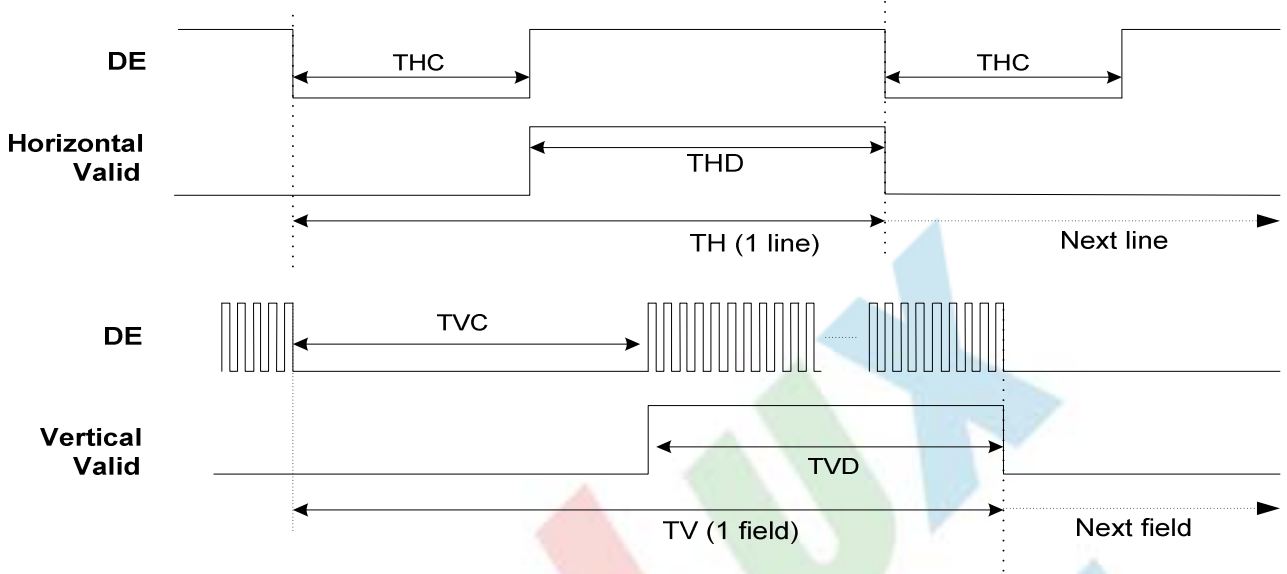 DE
THC
THC
Horizontal
Valid
THD
TH (1 line)
Next line
DE
TVC
Vertical
Valid
TVD
TV (1 field)
Next field